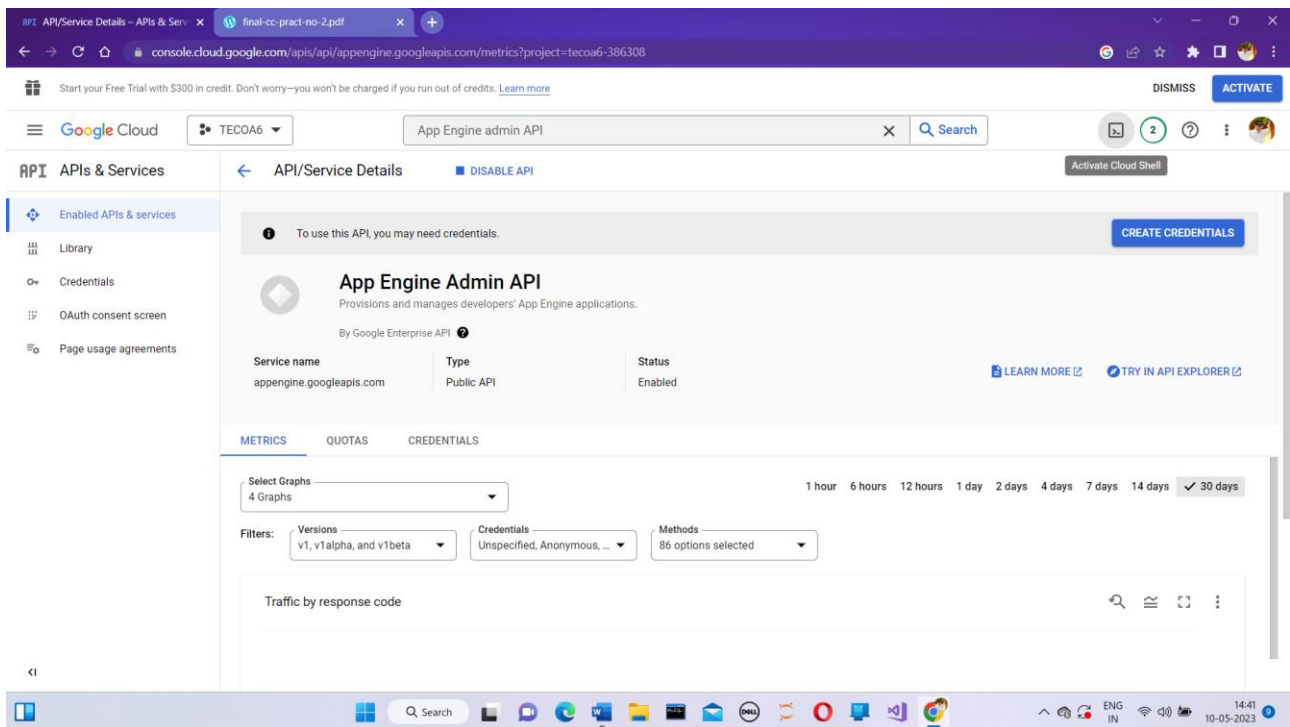 API API/Service Details – APIs & Serv
final-cc-pract-no-2.pdf
console.cloud.google.com/apis/api/appengine.googleapis.com/metrics?project=tecoa6-386308
Start your Free Trial with $300 in credit. Don't worry—you won't be charged if you run out of credits. Learn more
DISMISS
ACTIVATE
Google Cloud
TECOA6
App Engine admin API
Search
2
Activate Cloud Shell
API APIs & Services
API/Service Details
DISABLE API
Enabled APIs & services
Library
Credentials
OAuth consent screen
Page usage agreements
To use this API, you may need credentials.
CREATE CREDENTIALS
App Engine Admin API
Provisions and manages developers' App Engine applications.
By Google Enterprise API
Service name
appengine.googleapis.com
Type
Public API
Status
Enabled
LEARN MORE
TRY IN API EXPLORER
METRICS QUOTAS CREDENTIALS
Select Graphs
4 Graphs
1 hour 6 hours 12 hours 1 day 2 days 4 days 7 days 14 days 30 days
Filters:
Versions
v1, v1alpha, and v1beta
Credentials
Unspecified, Anonymous, ...
Methods
86 options selected
Traffic by response code
Search
DELL
ENG
IN
14:41
10-05-2023
9